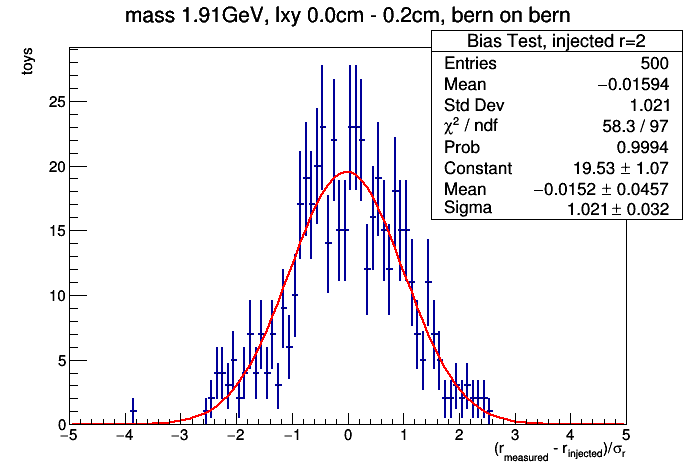 mass 1.91GeV, lxy 0.0cm - 0.2cm, bern on bern
toys
Bias Test, injected r=2
Entries 500
Mean −0.01594
Std Dev 1.021
χ² / ndf 58.3 / 97
Prob 0.9994
Constant 19.53 ± 1.07
Mean −0.0152 ± 0.0457
Sigma 1.021 ± 0.032
25
20
15
10
5
0
−5 −4 −3 −2 −1 0 1 2 3 4 5
(r_measured - r_injected)/σ_r